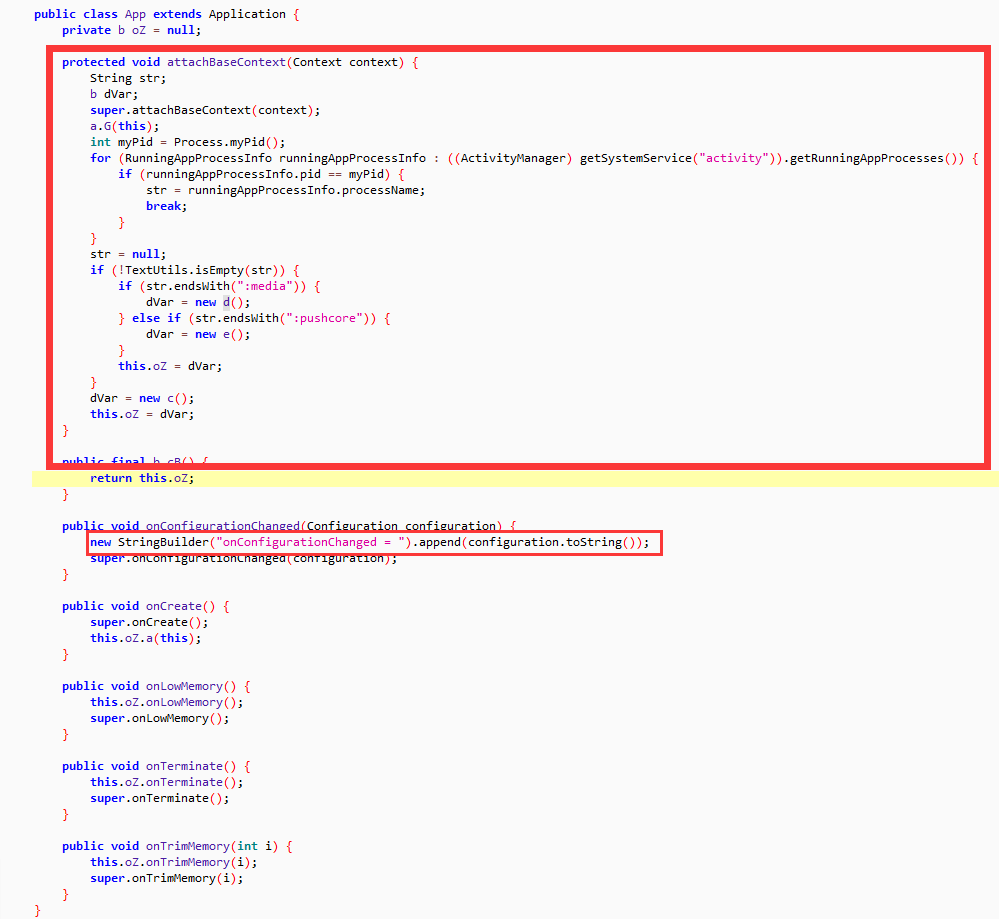 public class App extends Application {
    private b oZ = null;

    protected void attachBaseContext(Context context) {
        String str;
        b dVar;
        super.attachBaseContext(context);
        a.G(this);
        int myPid = Process.myPid();
        for (RunningAppProcessInfo runningAppProcessInfo : ((ActivityManager) getSystemService("activity")).getRunningAppProcesses()) {
            if (runningAppProcessInfo.pid == myPid) {
                str = runningAppProcessInfo.processName;
                break;
            }
        }
        str = null;
        if (!TextUtils.isEmpty(str)) {
            if (str.endsWith(":media")) {
                dVar = new d();
            } else if (str.endsWith(":pushcore")) {
                dVar = new e();
            }
            this.oZ = dVar;
        }
        dVar = new c();
        this.oZ = dVar;
    }

    public final b cB() {
        return this.oZ;
    }

    public void onConfigurationChanged(Configuration configuration) {
        new StringBuilder("onConfigurationChanged = ").append(configuration.toString());
        super.onConfigurationChanged(configuration);
    }

    public void onCreate() {
        super.onCreate();
        this.oZ.a(this);
    }

    public void onLowMemory() {
        this.oZ.onLowMemory();
        super.onLowMemory();
    }

    public void onTerminate() {
        this.oZ.onTerminate();
        super.onTerminate();
    }

    public void onTrimMemory(int i) {
        this.oZ.onTrimMemory(i);
        super.onTrimMemory(i);
    }
}